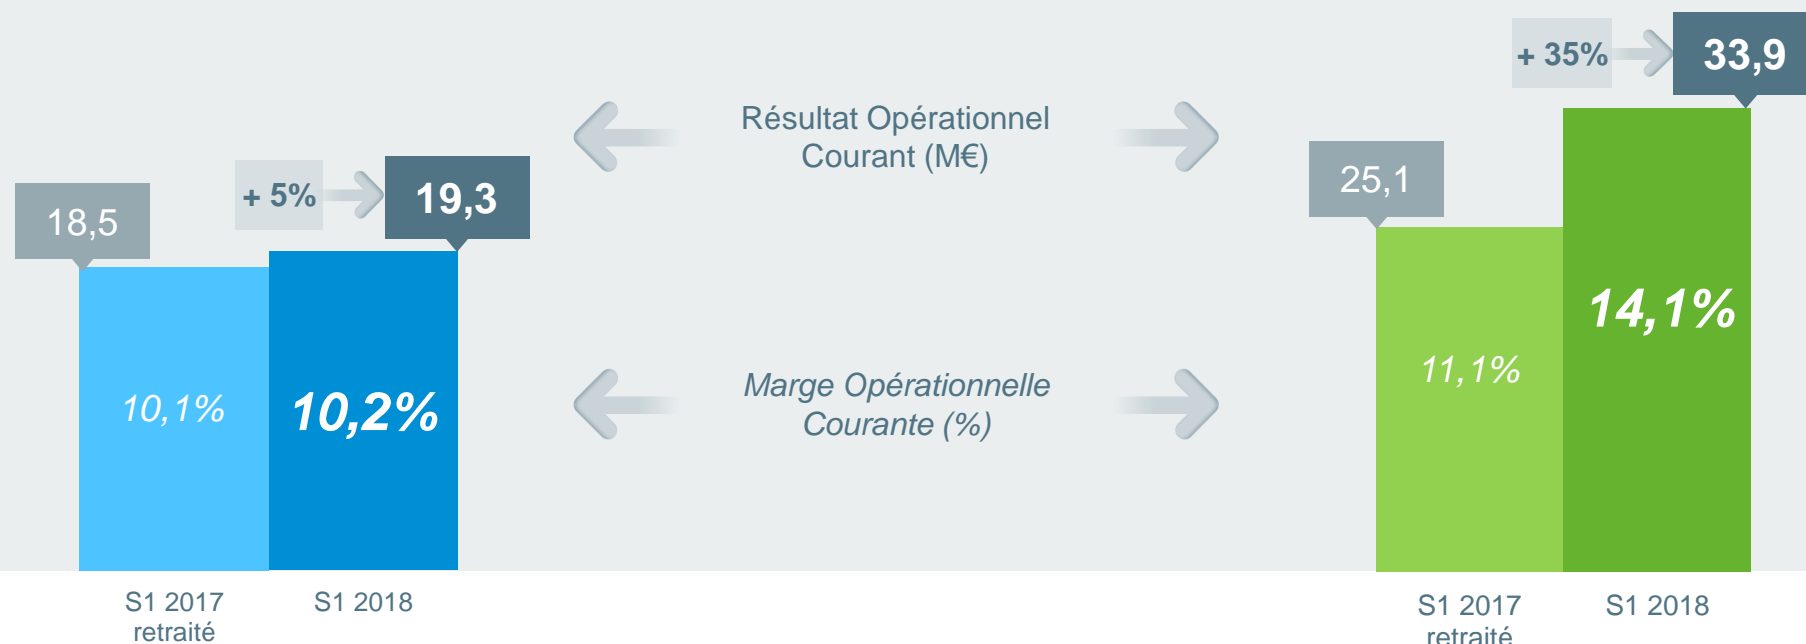 + 35%
33,9
Résultat Opérationnel
Courant (M€)
25,1
+ 5%
19,3
18,5
14,1%
11,1%
Marge Opérationnelle
Courante (%)
10,1%
10,2%
S1 2017
retraité
S1 2018
S1 2017
retraité
S1 2018